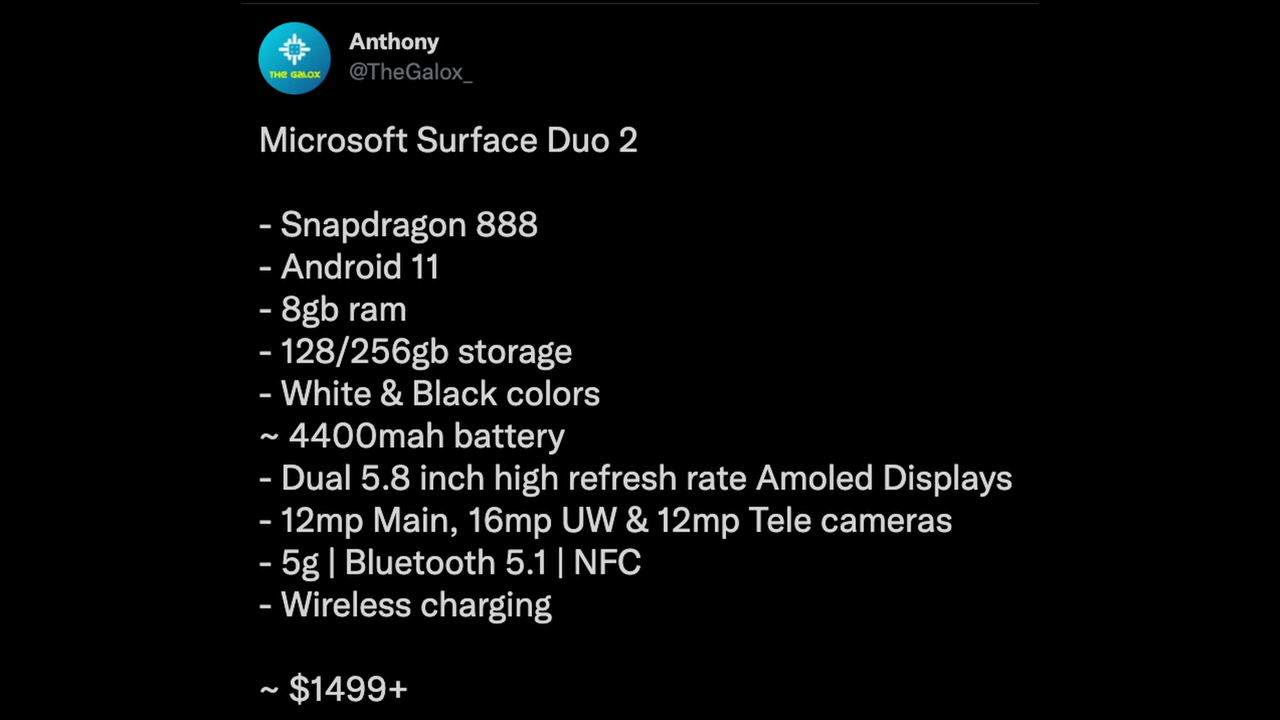 Anthony
@TheGalox_
THE GALOX
Microsoft Surface Duo 2
- Snapdragon 888
- Android 11
- 8gb ram
- 128/256gb storage
- White & Black colors
~ 4400mah battery
- Dual 5.8 inch high refresh rate Amoled Displays
- 12mp Main, 16mp UW & 12mp Tele cameras
- 5g | Bluetooth 5.1 | NFC
- Wireless charging
~ $1499+